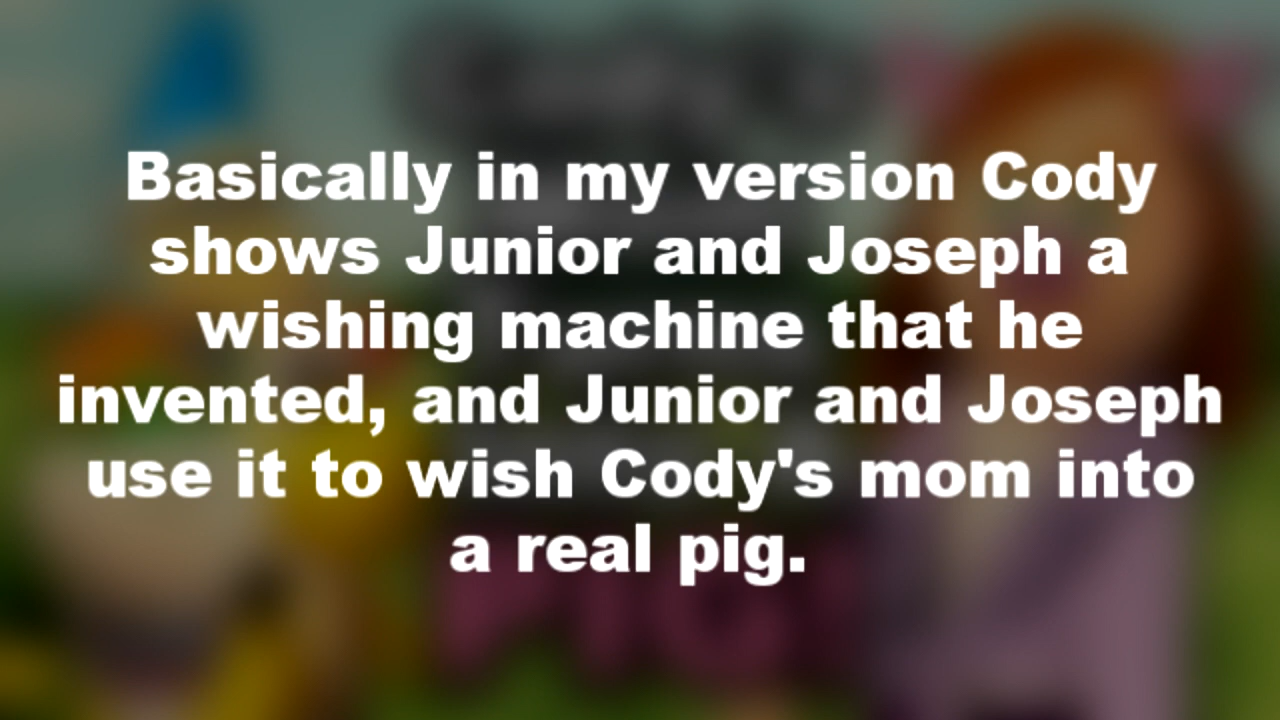 Basically in my version Cody
shows Junior and Joseph a
wishing machine that he
invented, and Junior and Joseph
use it to wish Cody's mom into
a real pig.